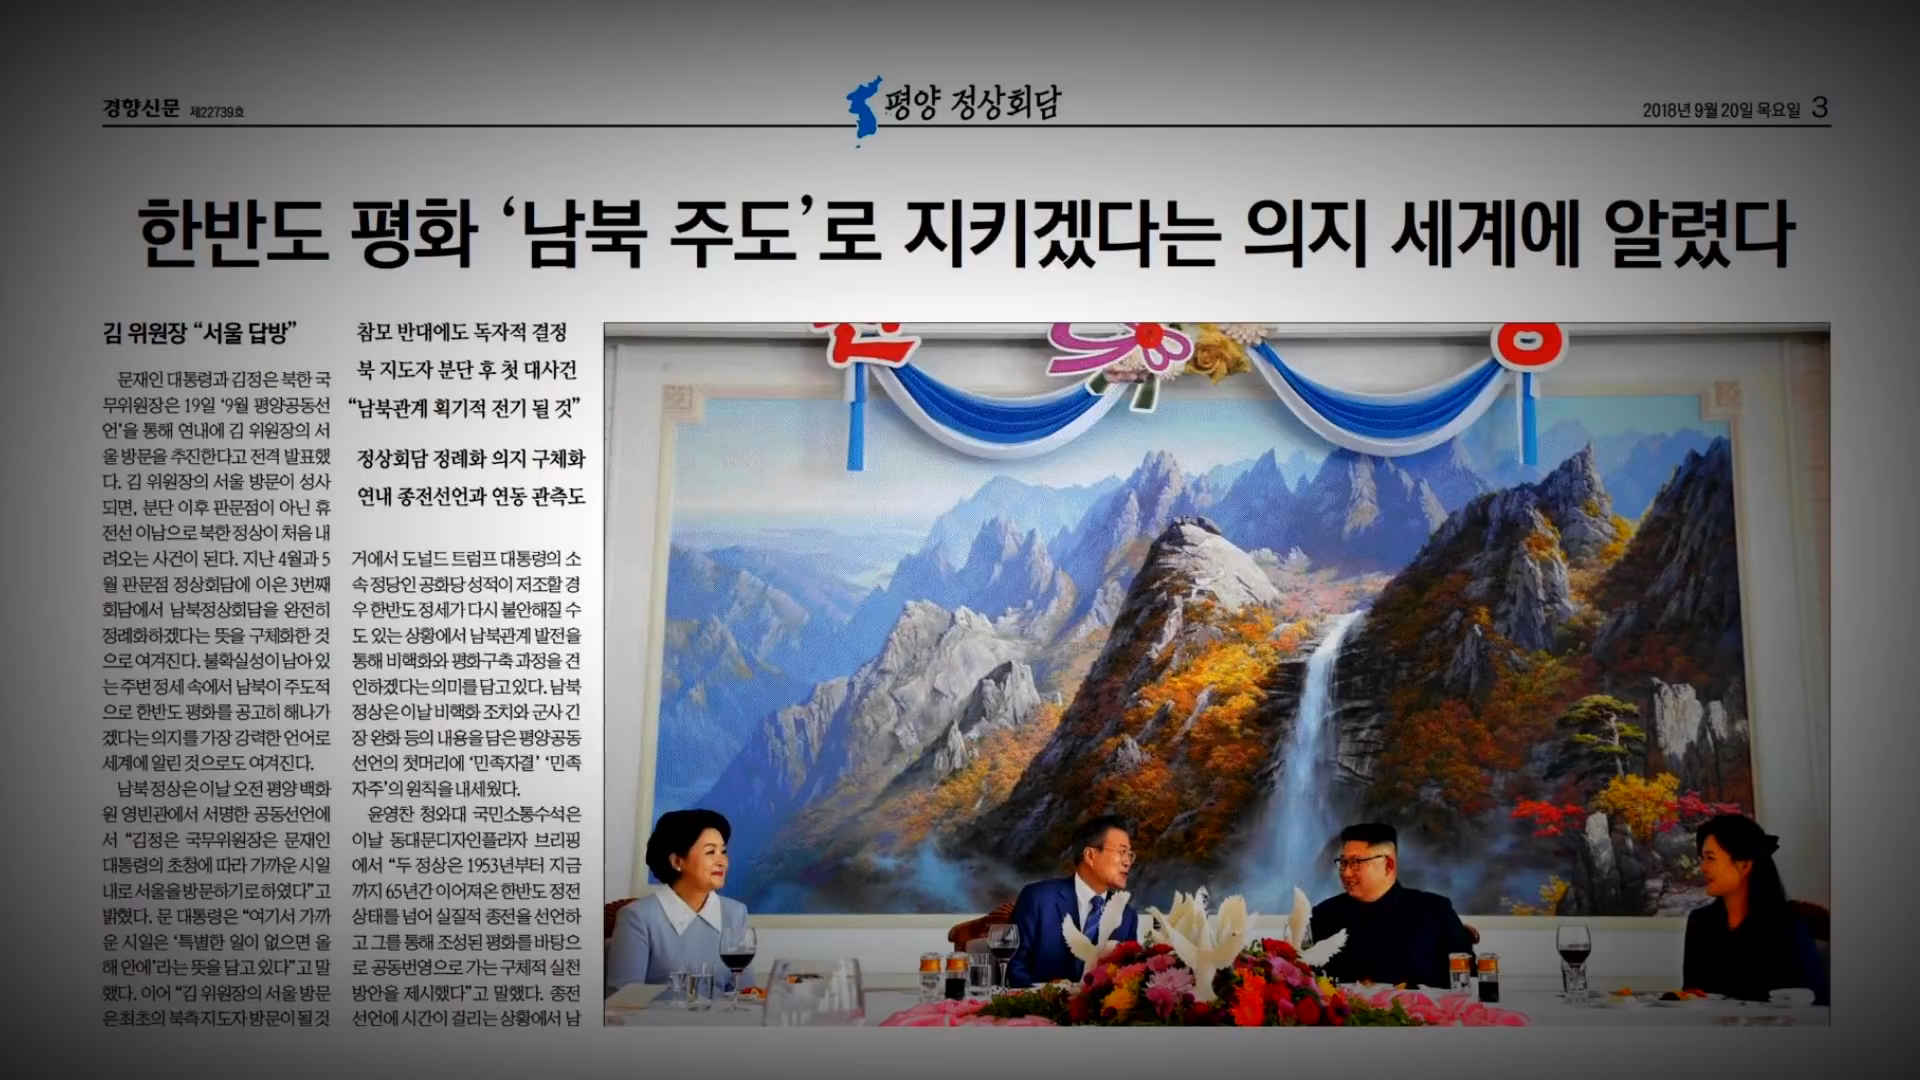 경향신문 제22739호
평양 정상회담
2018년 9월 20일 목요일 3
한반도 평화 ‘남북 주도’로 지키겠다는 의지 세계에 알렸다
김 위원장 “서울 답방”
문재인 대통령과 김정은 북한 국
무위원장은 19일 ‘9월 평양공동선
언’을 통해 연내에 김 위원장의 서
울 방문을 추진한다고 전격 발표했
다. 김 위원장의 서울 방문이 성사
되면, 분단 이후 판문점이 아닌 휴
전선 이남으로 북한 정상이 처음 내
려오는 사건이 된다. 지난 4월과 5
월 판문점 정상회담에 이은 3번째
회담에서 남북정상회담을 완전히
정례화하겠다는 뜻을 구체화한 것
으로 여겨진다. 불확실성이 남아 있
는 주변 정세 속에서 남북이 주도적
으로 한반도 평화를 공고히 해나가
겠다는 의지를 가장 강력한 언어로
세계에 알린 것으로도 여겨진다.
남북 정상은 이날 오전 평양 백화
원 영빈관에서 서명한 공동선언에
서 “김정은 국무위원장은 문재인
대통령의 초청에 따라 가까운 시일
내로 서울을 방문하기로 하였다”고
밝혔다. 문 대통령은 “여기서 가까
운 시일은 ‘특별한 일이 없으면 올
해 안에’라는 뜻을 담고 있다”고 말
했다. 이어 “김 위원장의 서울 방문
은 최초의 북측 지도자 방문이 될 것
참모 반대에도 독자적 결정
북 지도자 분단 후 첫 대사건
“남북관계 획기적 전기 될 것”
정상회담 정례화 의지 구체화
연내 종전선언과 연동 관측도
거에서 도널드 트럼프 대통령의 소
속 정당인 공화당 성적이 저조할 경
우 한반도 정세가 다시 불안해질 수
도 있는 상황에서 남북관계 발전을
통해 비핵화와 평화구축 과정을 견
인하겠다는 의미를 담고 있다. 남북
정상은 이날 비핵화 조치와 군사 긴
장 완화 등의 내용을 담은 평양공동
선언의 첫머리에 ‘민족자결’ ‘민족
자주’의 원칙을 내세웠다.
윤영찬 청와대 국민소통수석은
이날 동대문디자인플라자 브리핑
에서 “두 정상은 1953년부터 지금
까지 65년간 이어져온 한반도 정전
상태를 넘어 실질적 종전을 선언하
고 그를 통해 조성된 평화를 바탕으
로 공동번영으로 가는 구체적 실천
방안을 제시했다”고 말했다. 종전
선언에 시간이 걸리는 상황에서 남